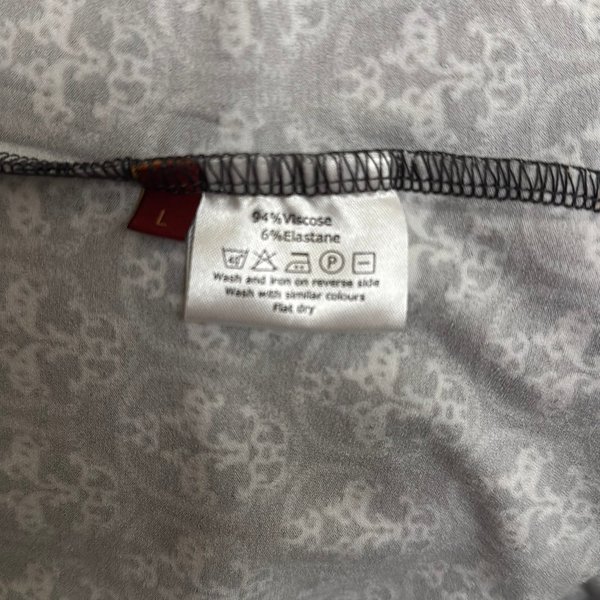 L
94%Viscose
6%Elastane
40 P
Wash and iron on reverse side
Wash with similar colours
Flat dry